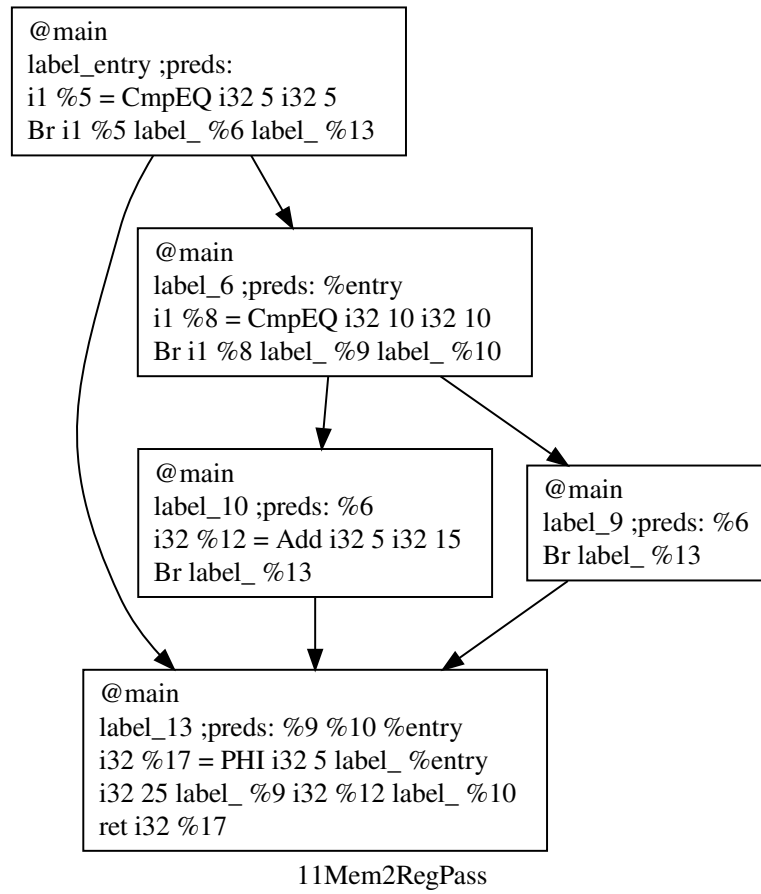 @main
label_entry ;preds:
i1 %5 = CmpEQ i32 5 i32 5
Br i1 %5 label_ %6 label_ %13
@main
label_6 ;preds: %entry
i1 %8 = CmpEQ i32 10 i32 10
Br i1 %8 label_ %9 label_ %10
@main
label_10 ;preds: %6
i32 %12 = Add i32 5 i32 15
Br label_ %13
@main
label_9 ;preds: %6
Br label_ %13
@main
label_13 ;preds: %9 %10 %entry
i32 %17 = PHI i32 5 label_ %entry
i32 25 label_ %9 i32 %12 label_ %10
ret i32 %17
11Mem2RegPass